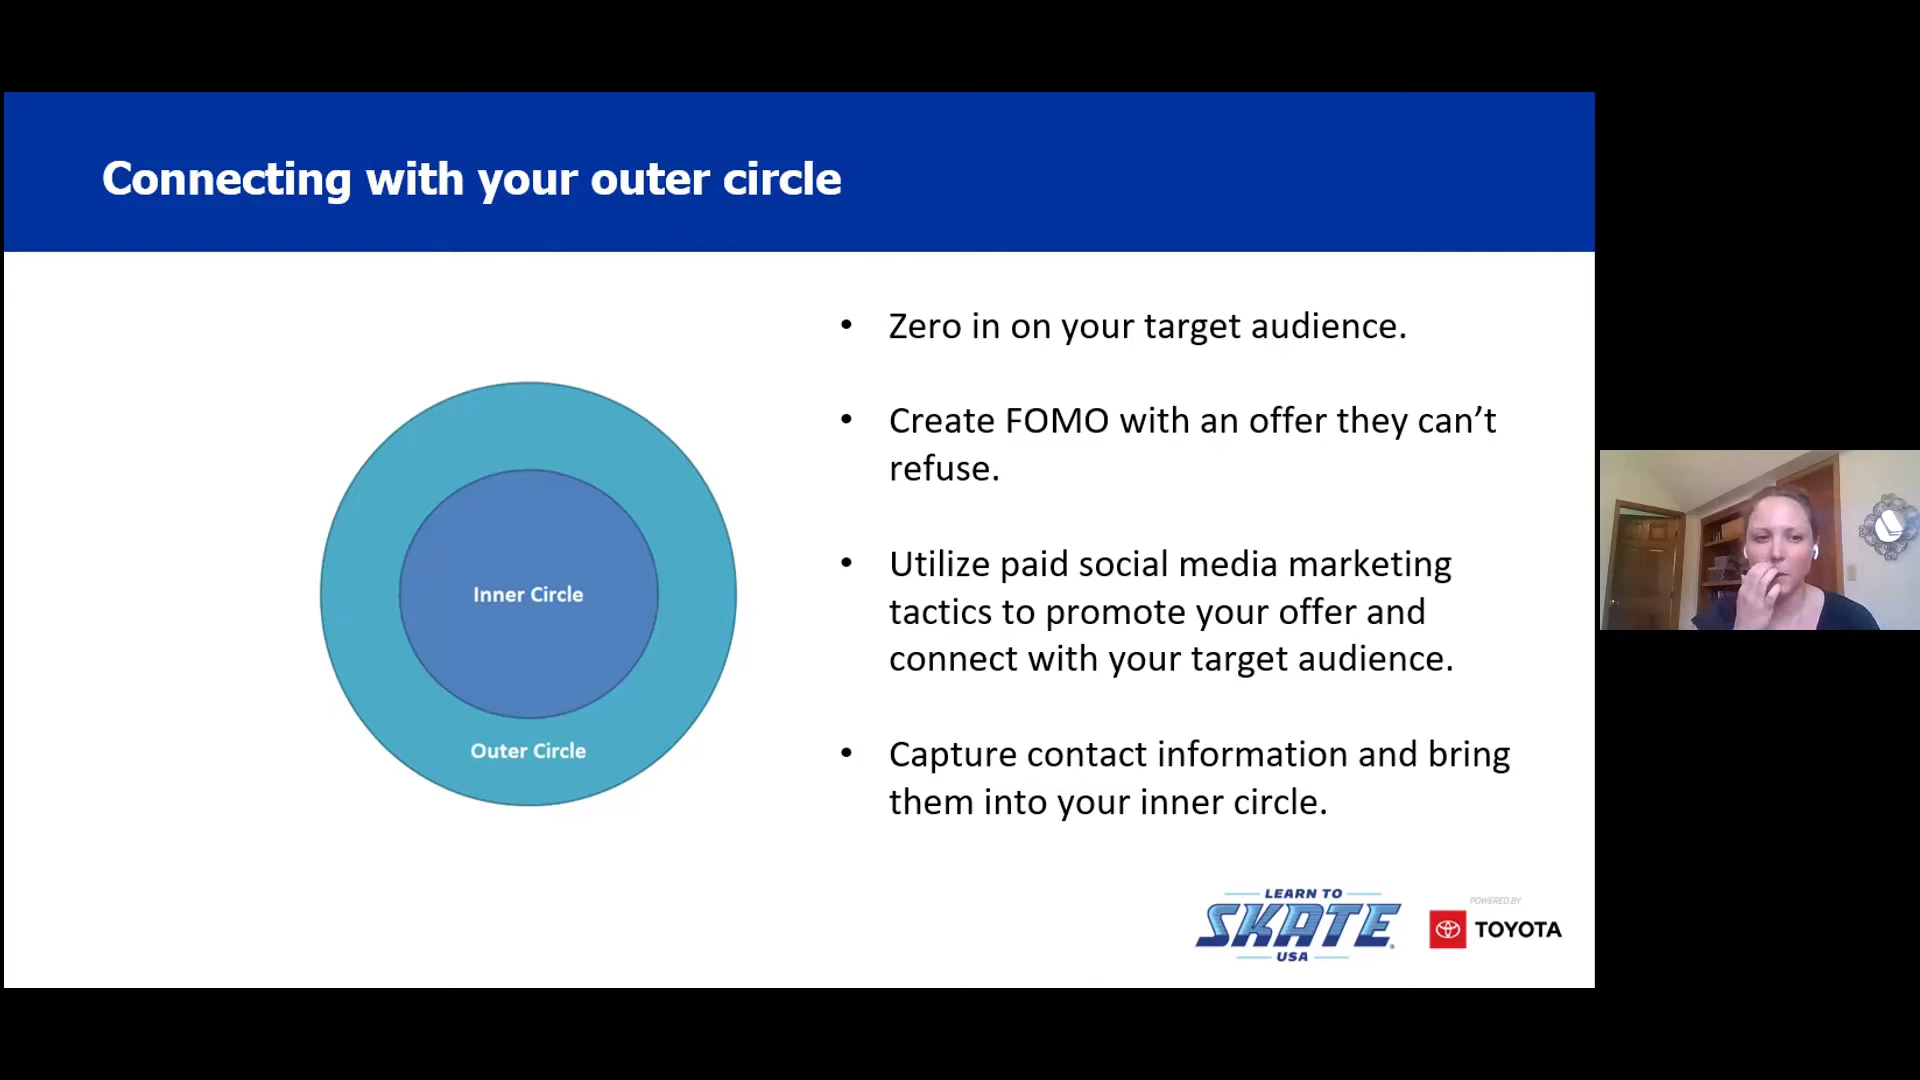 Connecting with your outer circle
• Zero in on your target audience.
• Create FOMO with an offer they can’t
refuse.
• Utilize paid social media marketing
tactics to promote your offer and
connect with your target audience.
• Capture contact information and bring
them into your inner circle.
Inner Circle
Outer Circle
LEARN TO
SKATE
USA
POWERED BY
TOYOTA